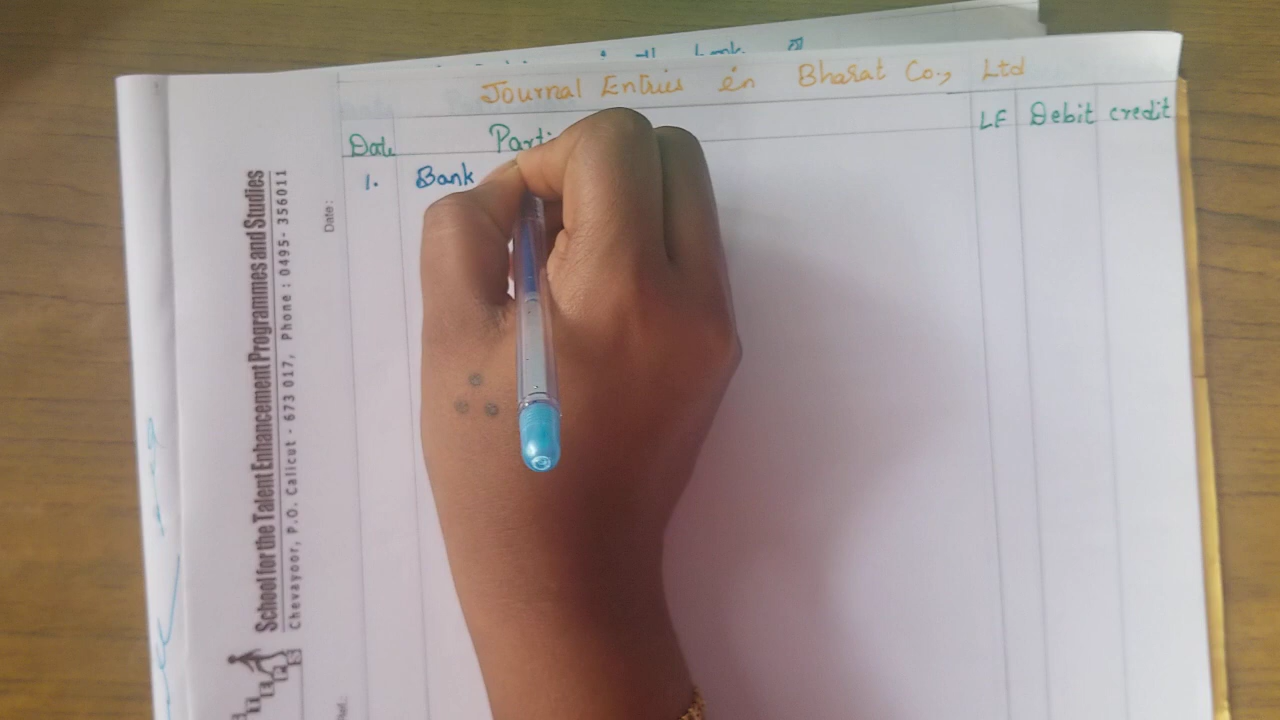 Journal Entries in Bharat Co., Ltd
Date Parti LF Debit credit
1. Bank
School for the Talent Enhancement Programmes and Studies
Chevayoor, P.O. Calicut - 673 017, Phone : 0495- 356011
Date :